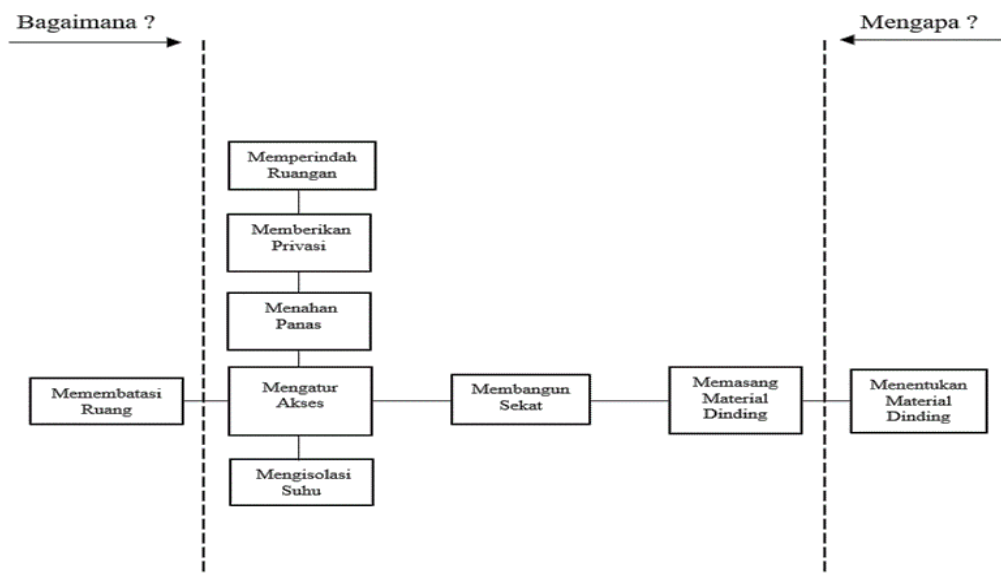 Bagaimana ?
Mengapa ?
Memperindah
Ruangan
Memberikan
Privasi
Menahan
Panas
Memembatasi
Ruang
Mengatur
Akses
Membangun
Sekat
Memasang
Material
Dinding
Menentukan
Material
Dinding
Mengisolasi
Suhu